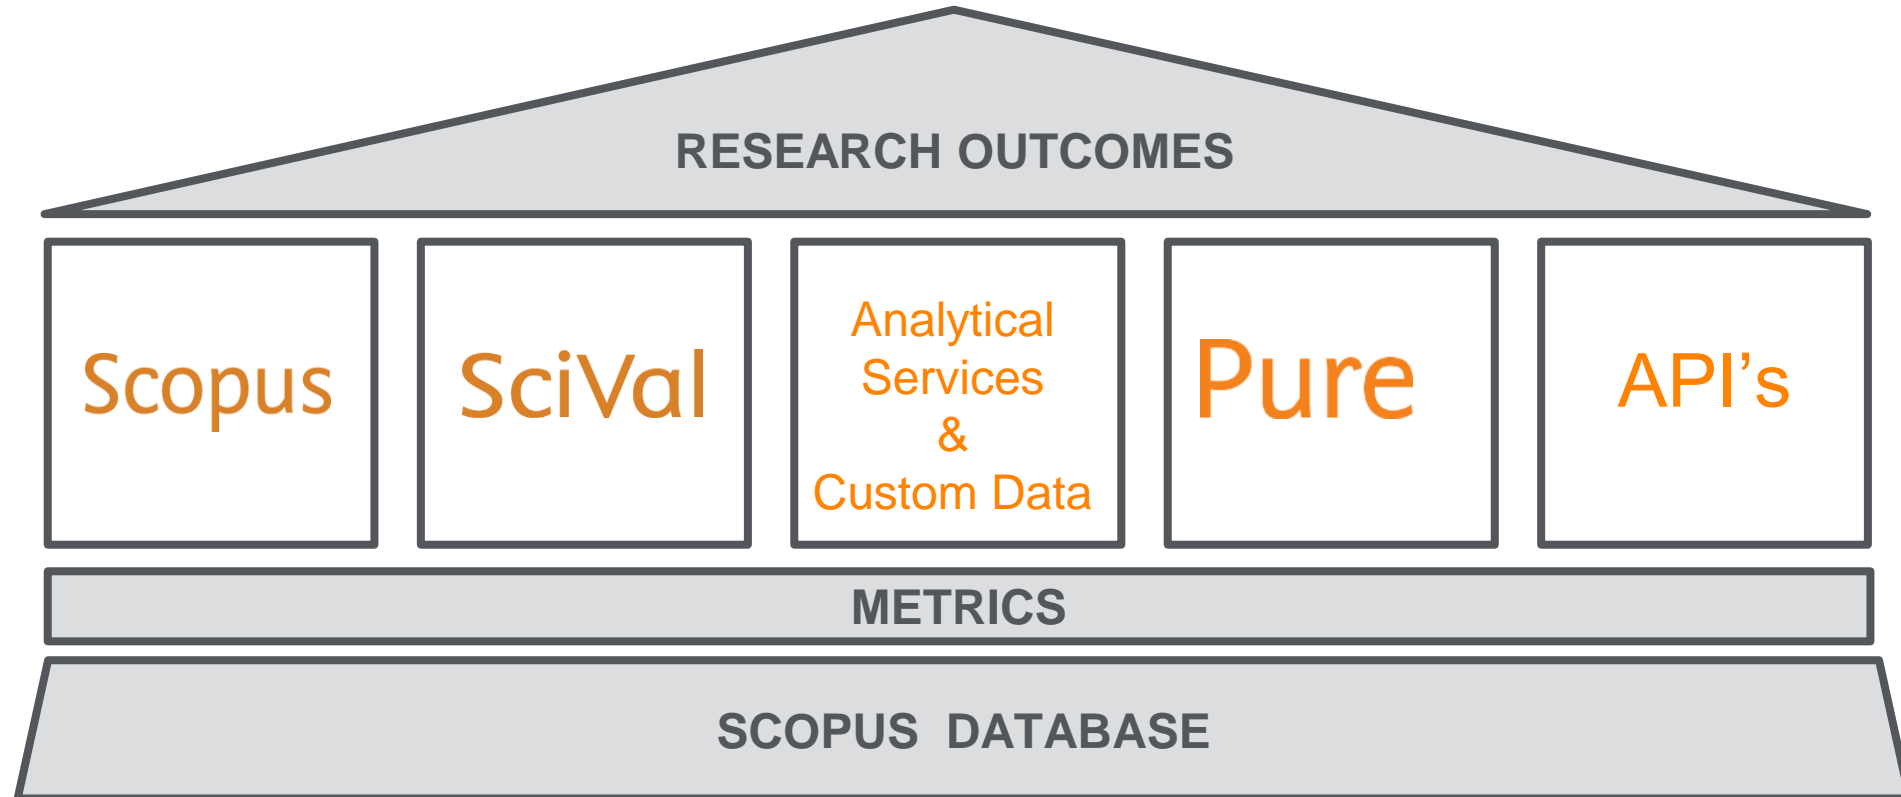 RESEARCH OUTCOMES
Scopus
SciVal
Analytical
Services
&
Custom Data
Pure
API’s
METRICS
SCOPUS DATABASE